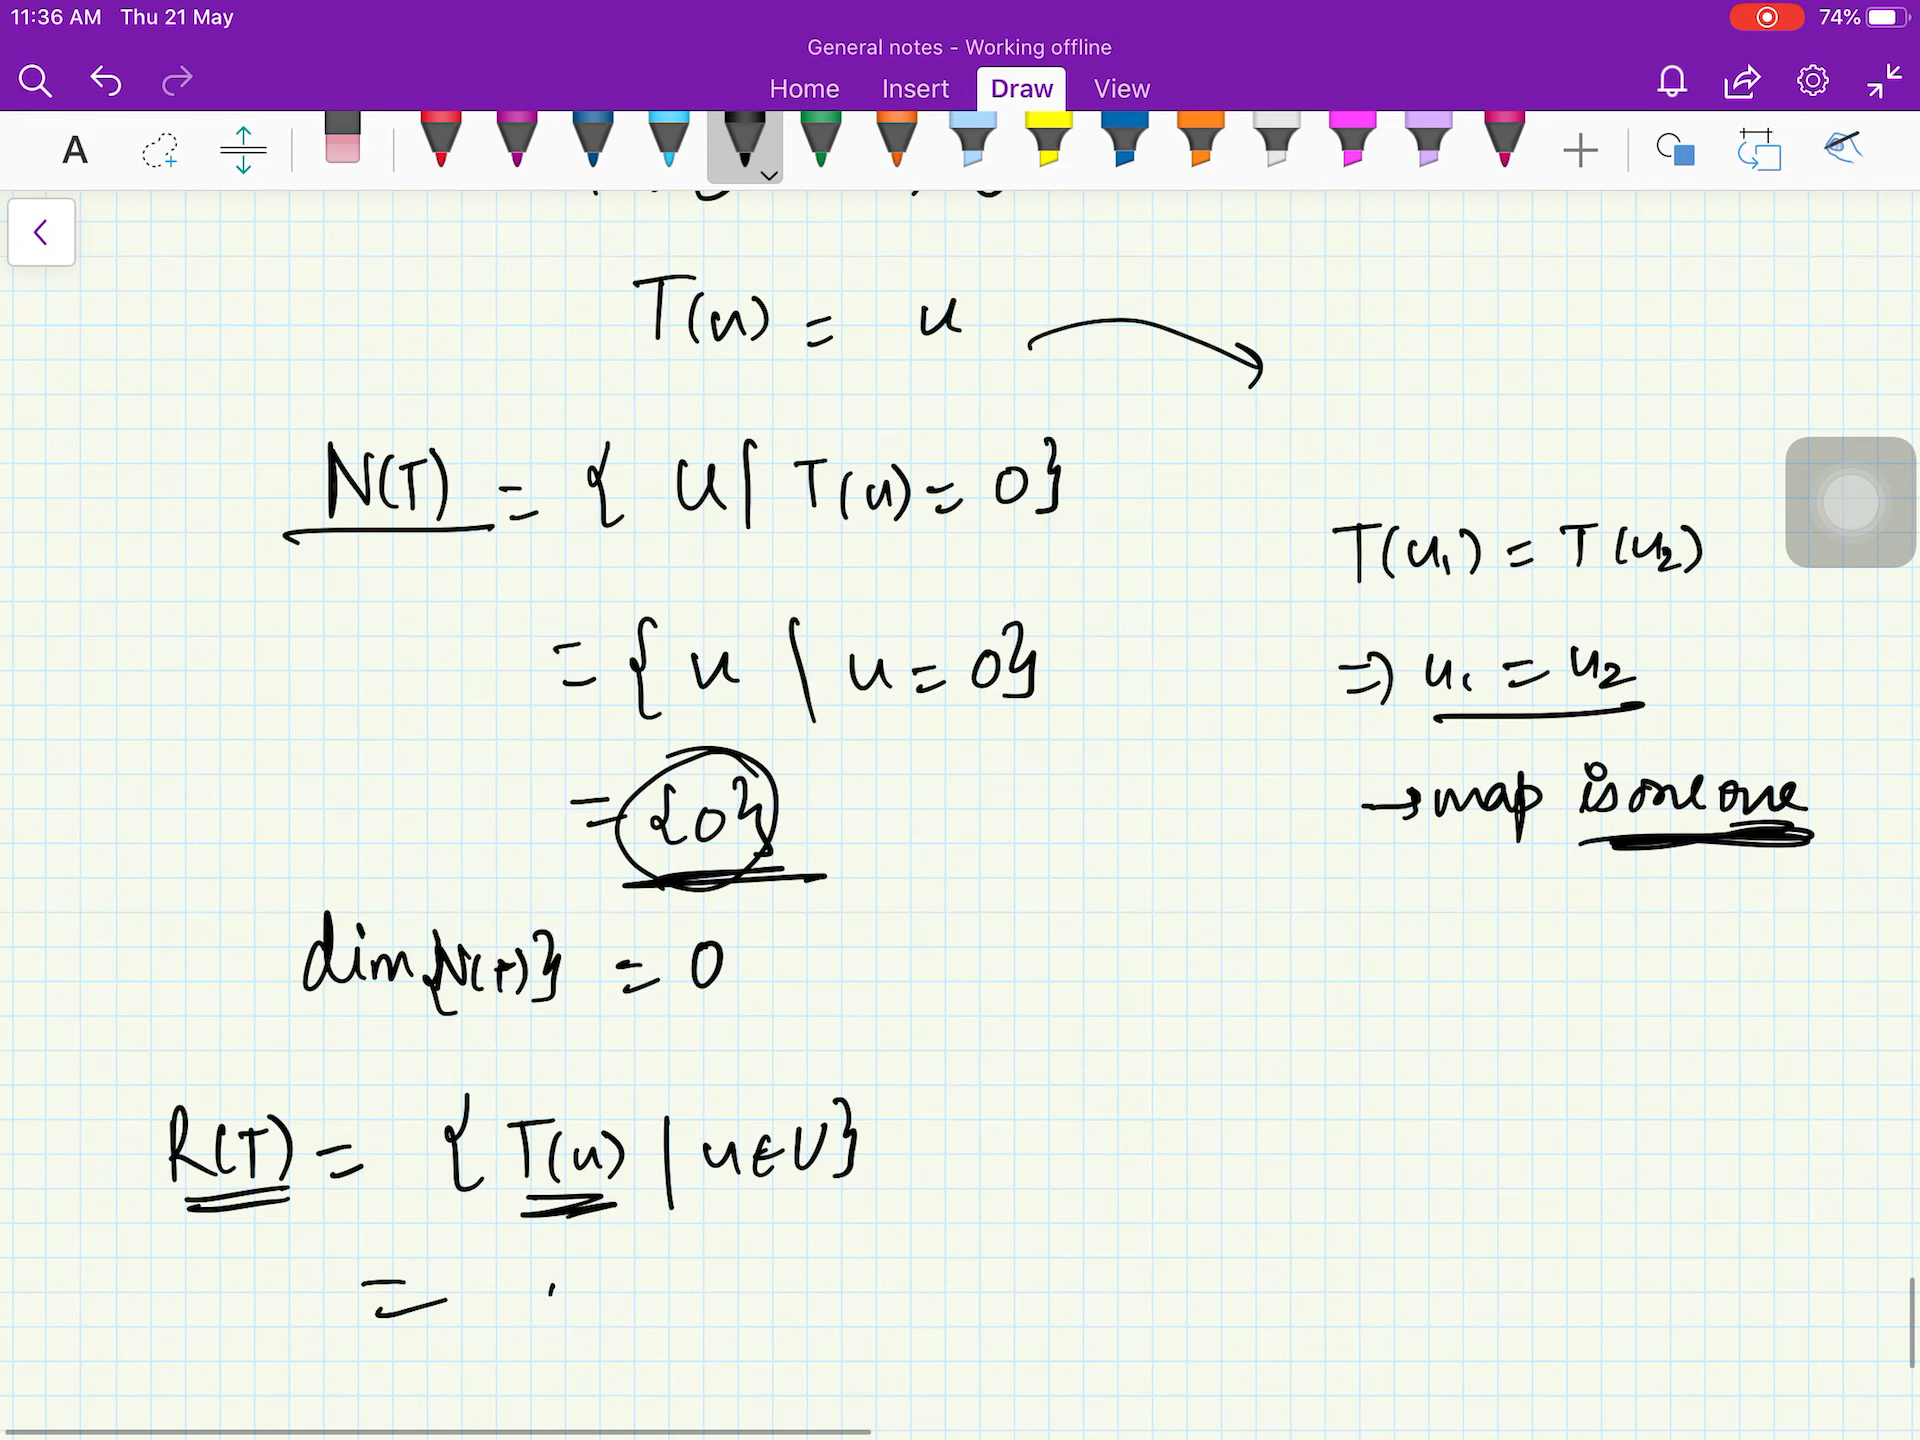 11:36 AM Thu 21 May
74%
General notes - Working offline
Home Insert Draw View
A
T(u) = u
N(T) = { u | T(u) = 0}
= { u | u = 0}
= {0}
dim{N(T)} = 0
R(T) = { T(u) | u ∈ V}
=
T(u₁) = T(u₂)
⇒ u₁ = u₂
→ map is one one